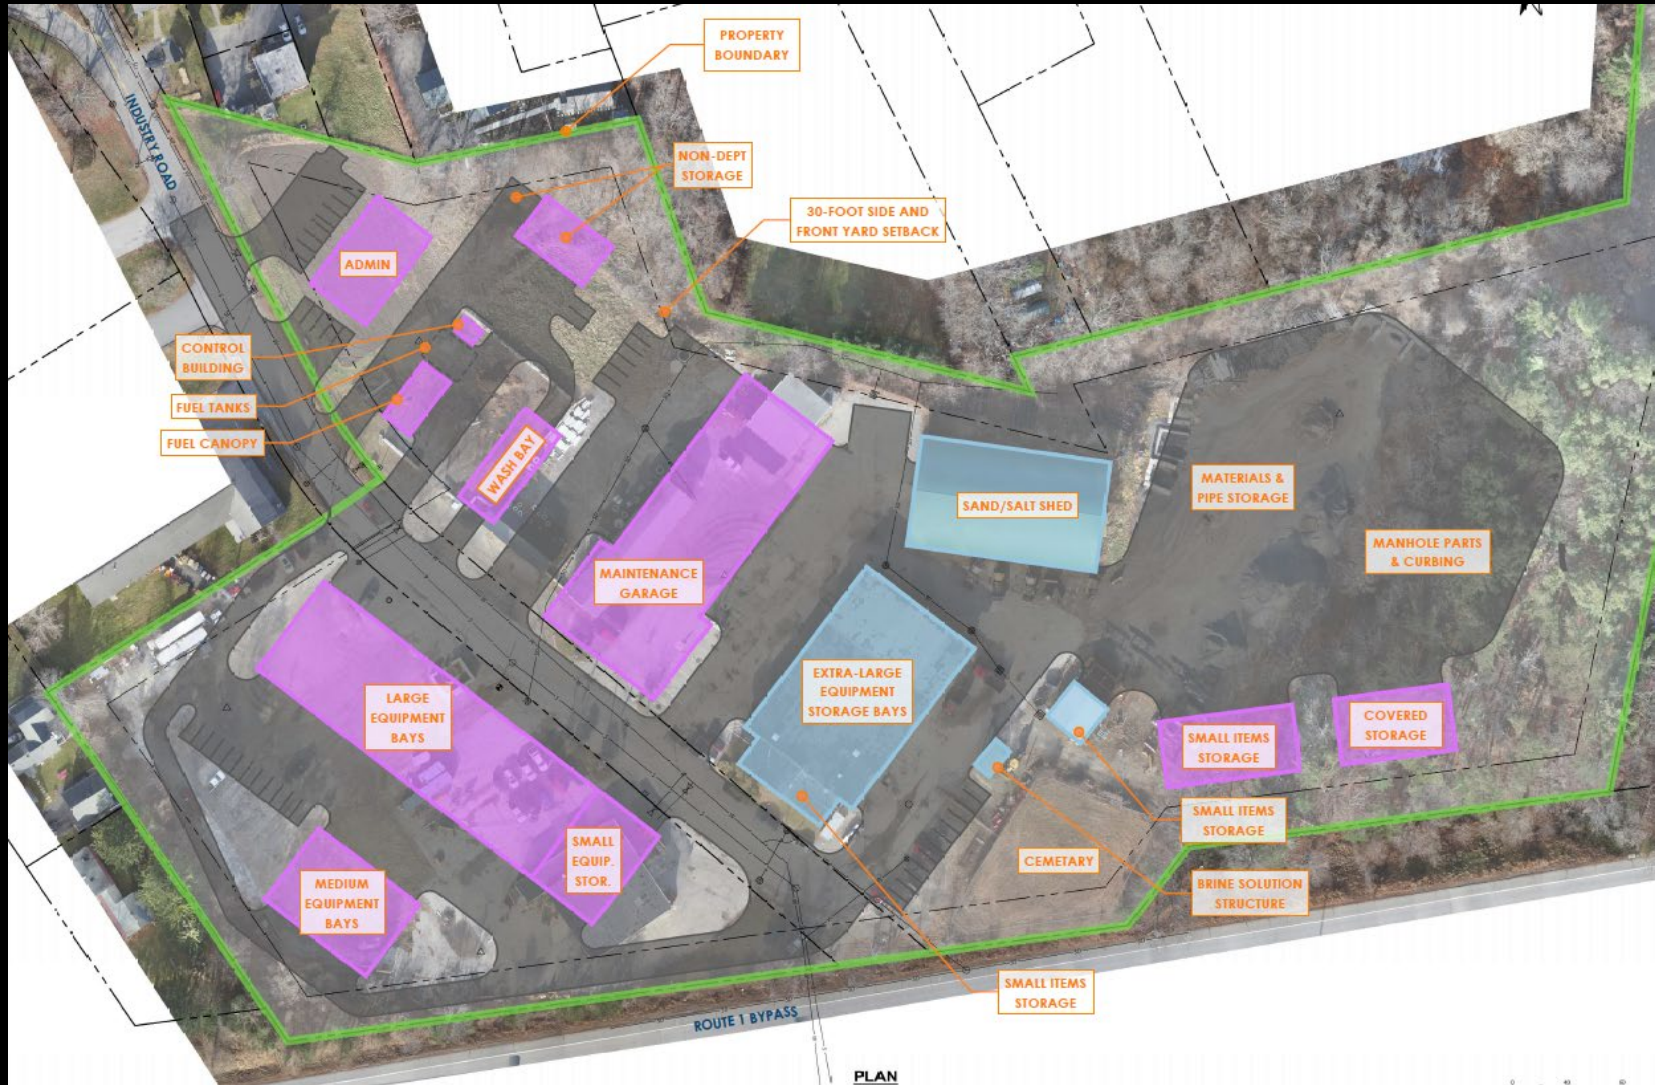 PROPERTY
BOUNDARY
INDUSTRY ROAD
NON-DEPT
STORAGE
30-FOOT SIDE AND
FRONT YARD SETBACK
ADMIN
CONTROL
BUILDING
FUEL TANKS
FUEL CANOPY
WASH BAY
MATERIALS &
PIPE STORAGE
SAND/SALT SHED
MANHOLE PARTS
& CURBING
MAINTENANCE
GARAGE
EXTRA-LARGE
EQUIPMENT
STORAGE BAYS
LARGE
EQUIPMENT
BAYS
COVERED
STORAGE
SMALL ITEMS
STORAGE
SMALL ITEMS
STORAGE
SMALL
EQUIP.
STOR.
CEMETARY
MEDIUM
EQUIPMENT
BAYS
BRINE SOLUTION
STRUCTURE
SMALL ITEMS
STORAGE
ROUTE 1 BYPASS
PLAN